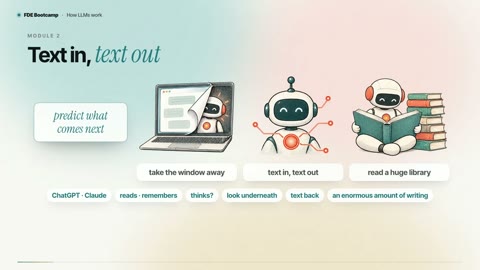 FDE Bootcamp · How LLMs work
MODULE 2
Text in, text out
predict what
comes next
take the window away
text in, text out
read a huge library
ChatGPT · Claude
reads · remembers
thinks?
look underneath
text back
an enormous amount of writing